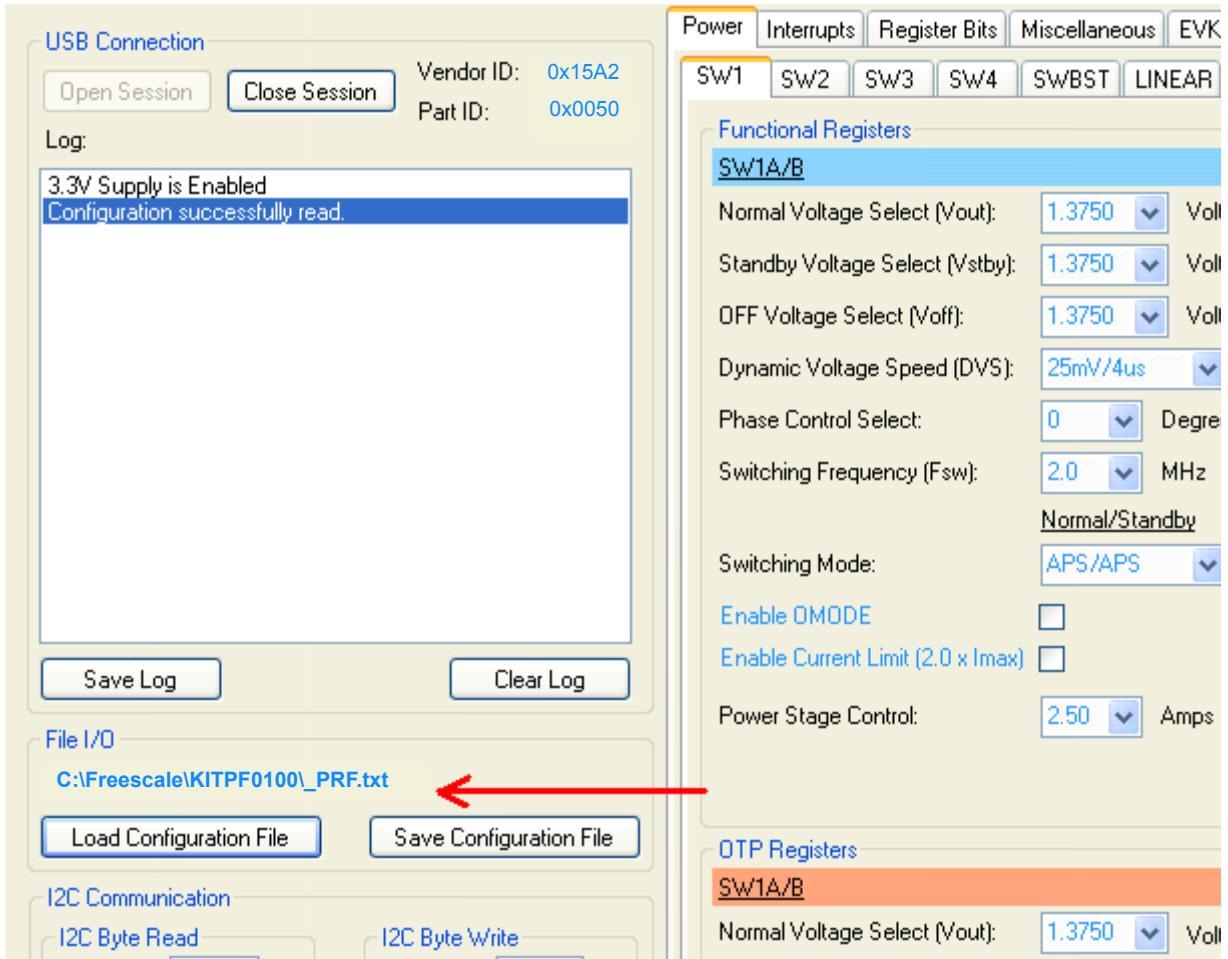 USB Connection
Open Session
Close Session
Vendor ID: 0x15A2
Part ID: 0x0050
Log:
3.3V Supply is Enabled
Configuration successfully read.
Save Log
Clear Log
File I/O
C:\Freescale\KITPF0100\_PRF.txt
Load Configuration File
Save Configuration File
I2C Communication
I2C Byte Read
I2C Byte Write
Power Interrupts Register Bits Miscellaneous EVK
SW1 SW2 SW3 SW4 SWBST LINEAR
Functional Registers
SW1A/B
Normal Voltage Select (Vout): 1.3750 Volt
Standby Voltage Select (Vstby): 1.3750 Volt
OFF Voltage Select (Voff): 1.3750 Volt
Dynamic Voltage Speed (DVS): 25mV/4us
Phase Control Select: 0 Degre
Switching Frequency (Fsw): 2.0 MHz
Normal/Standby
Switching Mode: APS/APS
Enable OMODE
Enable Current Limit (2.0 x Imax)
Power Stage Control: 2.50 Amps
OTP Registers
SW1A/B
Normal Voltage Select (Vout): 1.3750 Volt